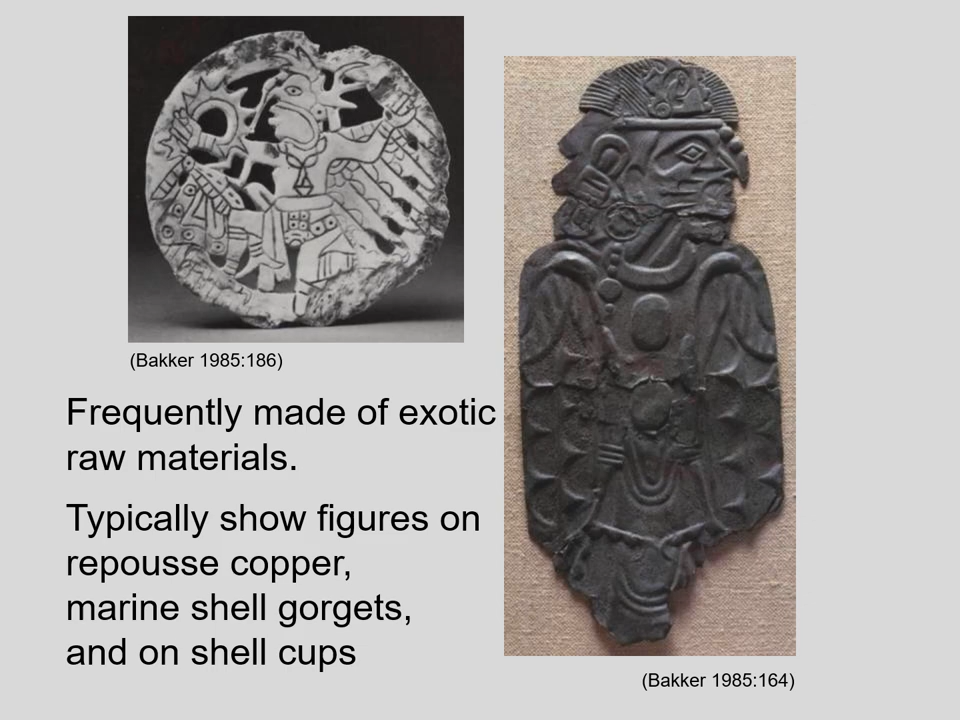 (Bakker 1985:186)
Frequently made of exotic
raw materials.
Typically show figures on
repousse copper,
marine shell gorgets,
and on shell cups
(Bakker 1985:164)